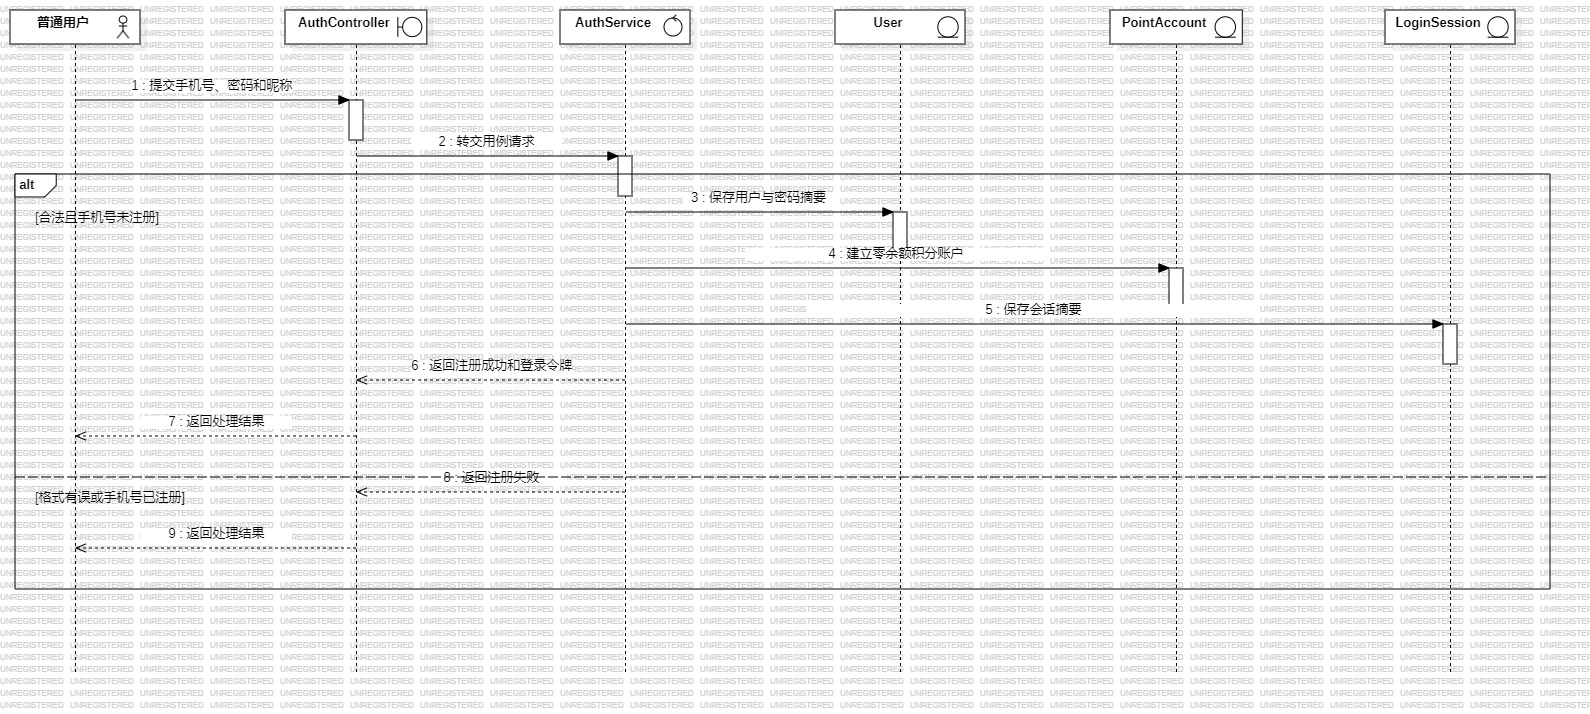 普通用户
AuthController
AuthService
User
PointAccount
LoginSession
1 : 提交手机号、密码和昵称
2 : 转交用例请求
alt
3 : 保存用户与密码摘要
[合法且手机号未注册]
4 : 建立零余额积分账户
5 : 保存会话摘要
6 : 返回注册成功和登录令牌
7 : 返回处理结果
8 : 返回注册失败
[格式有误或手机号已注册]
9 : 返回处理结果
UNREGISTERED